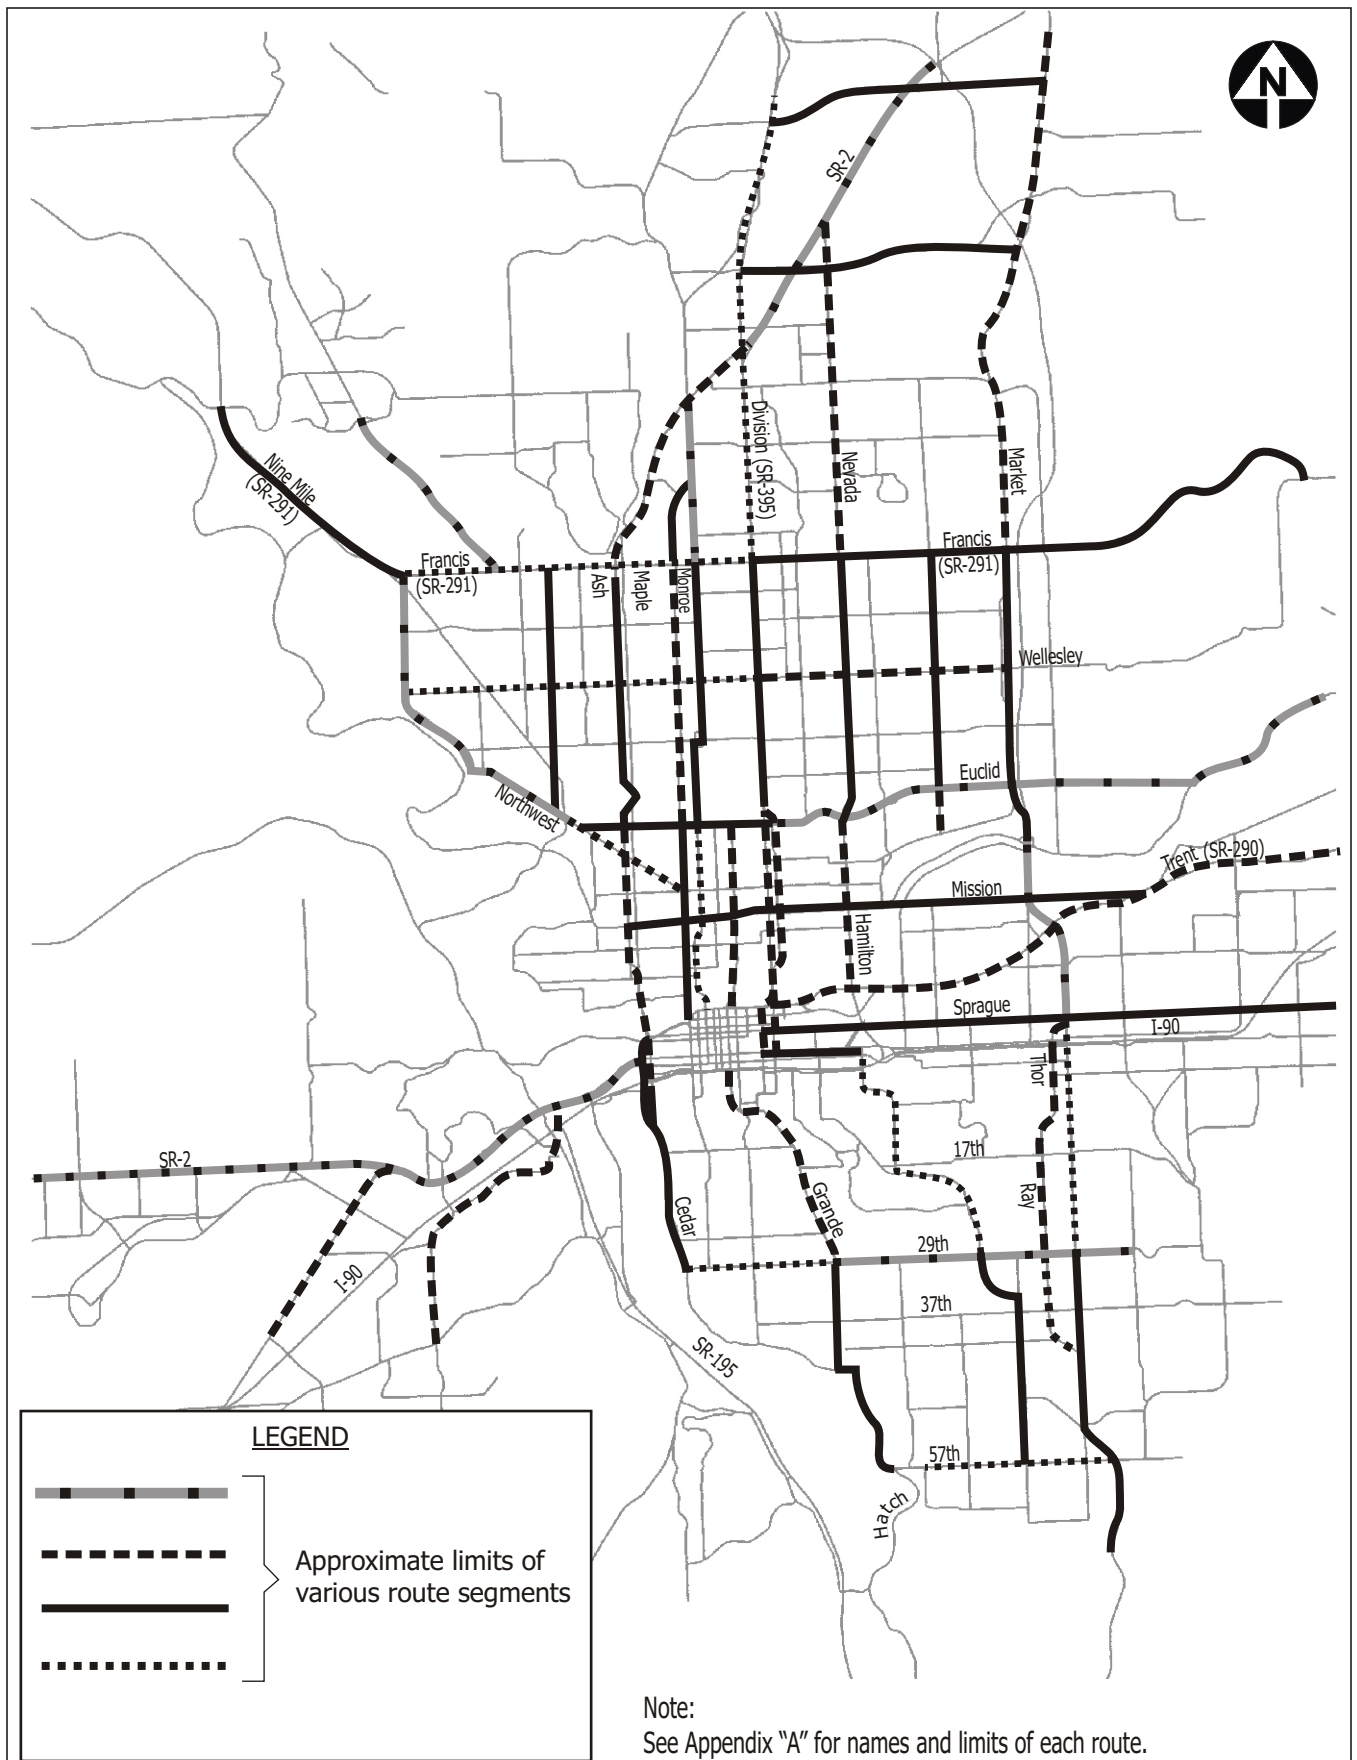 N
SR-2
Nine Mile
(SR-291)
Division (SR-395)
Nevada
Market
Francis
(SR-291)
Francis
(SR-291)
Ash
Maple
Monroe
Wellesley
Euclid
Northwest
Trent (SR-290)
Mission
Hamilton
Sprague
I-90
Thor
17th
SR-2
Cedar
Grande
Ray
29th
I-90
37th
SR-195
57th
Hatch
LEGEND
Approximate limits of
various route segments
Note:
See Appendix “A” for names and limits of each route.